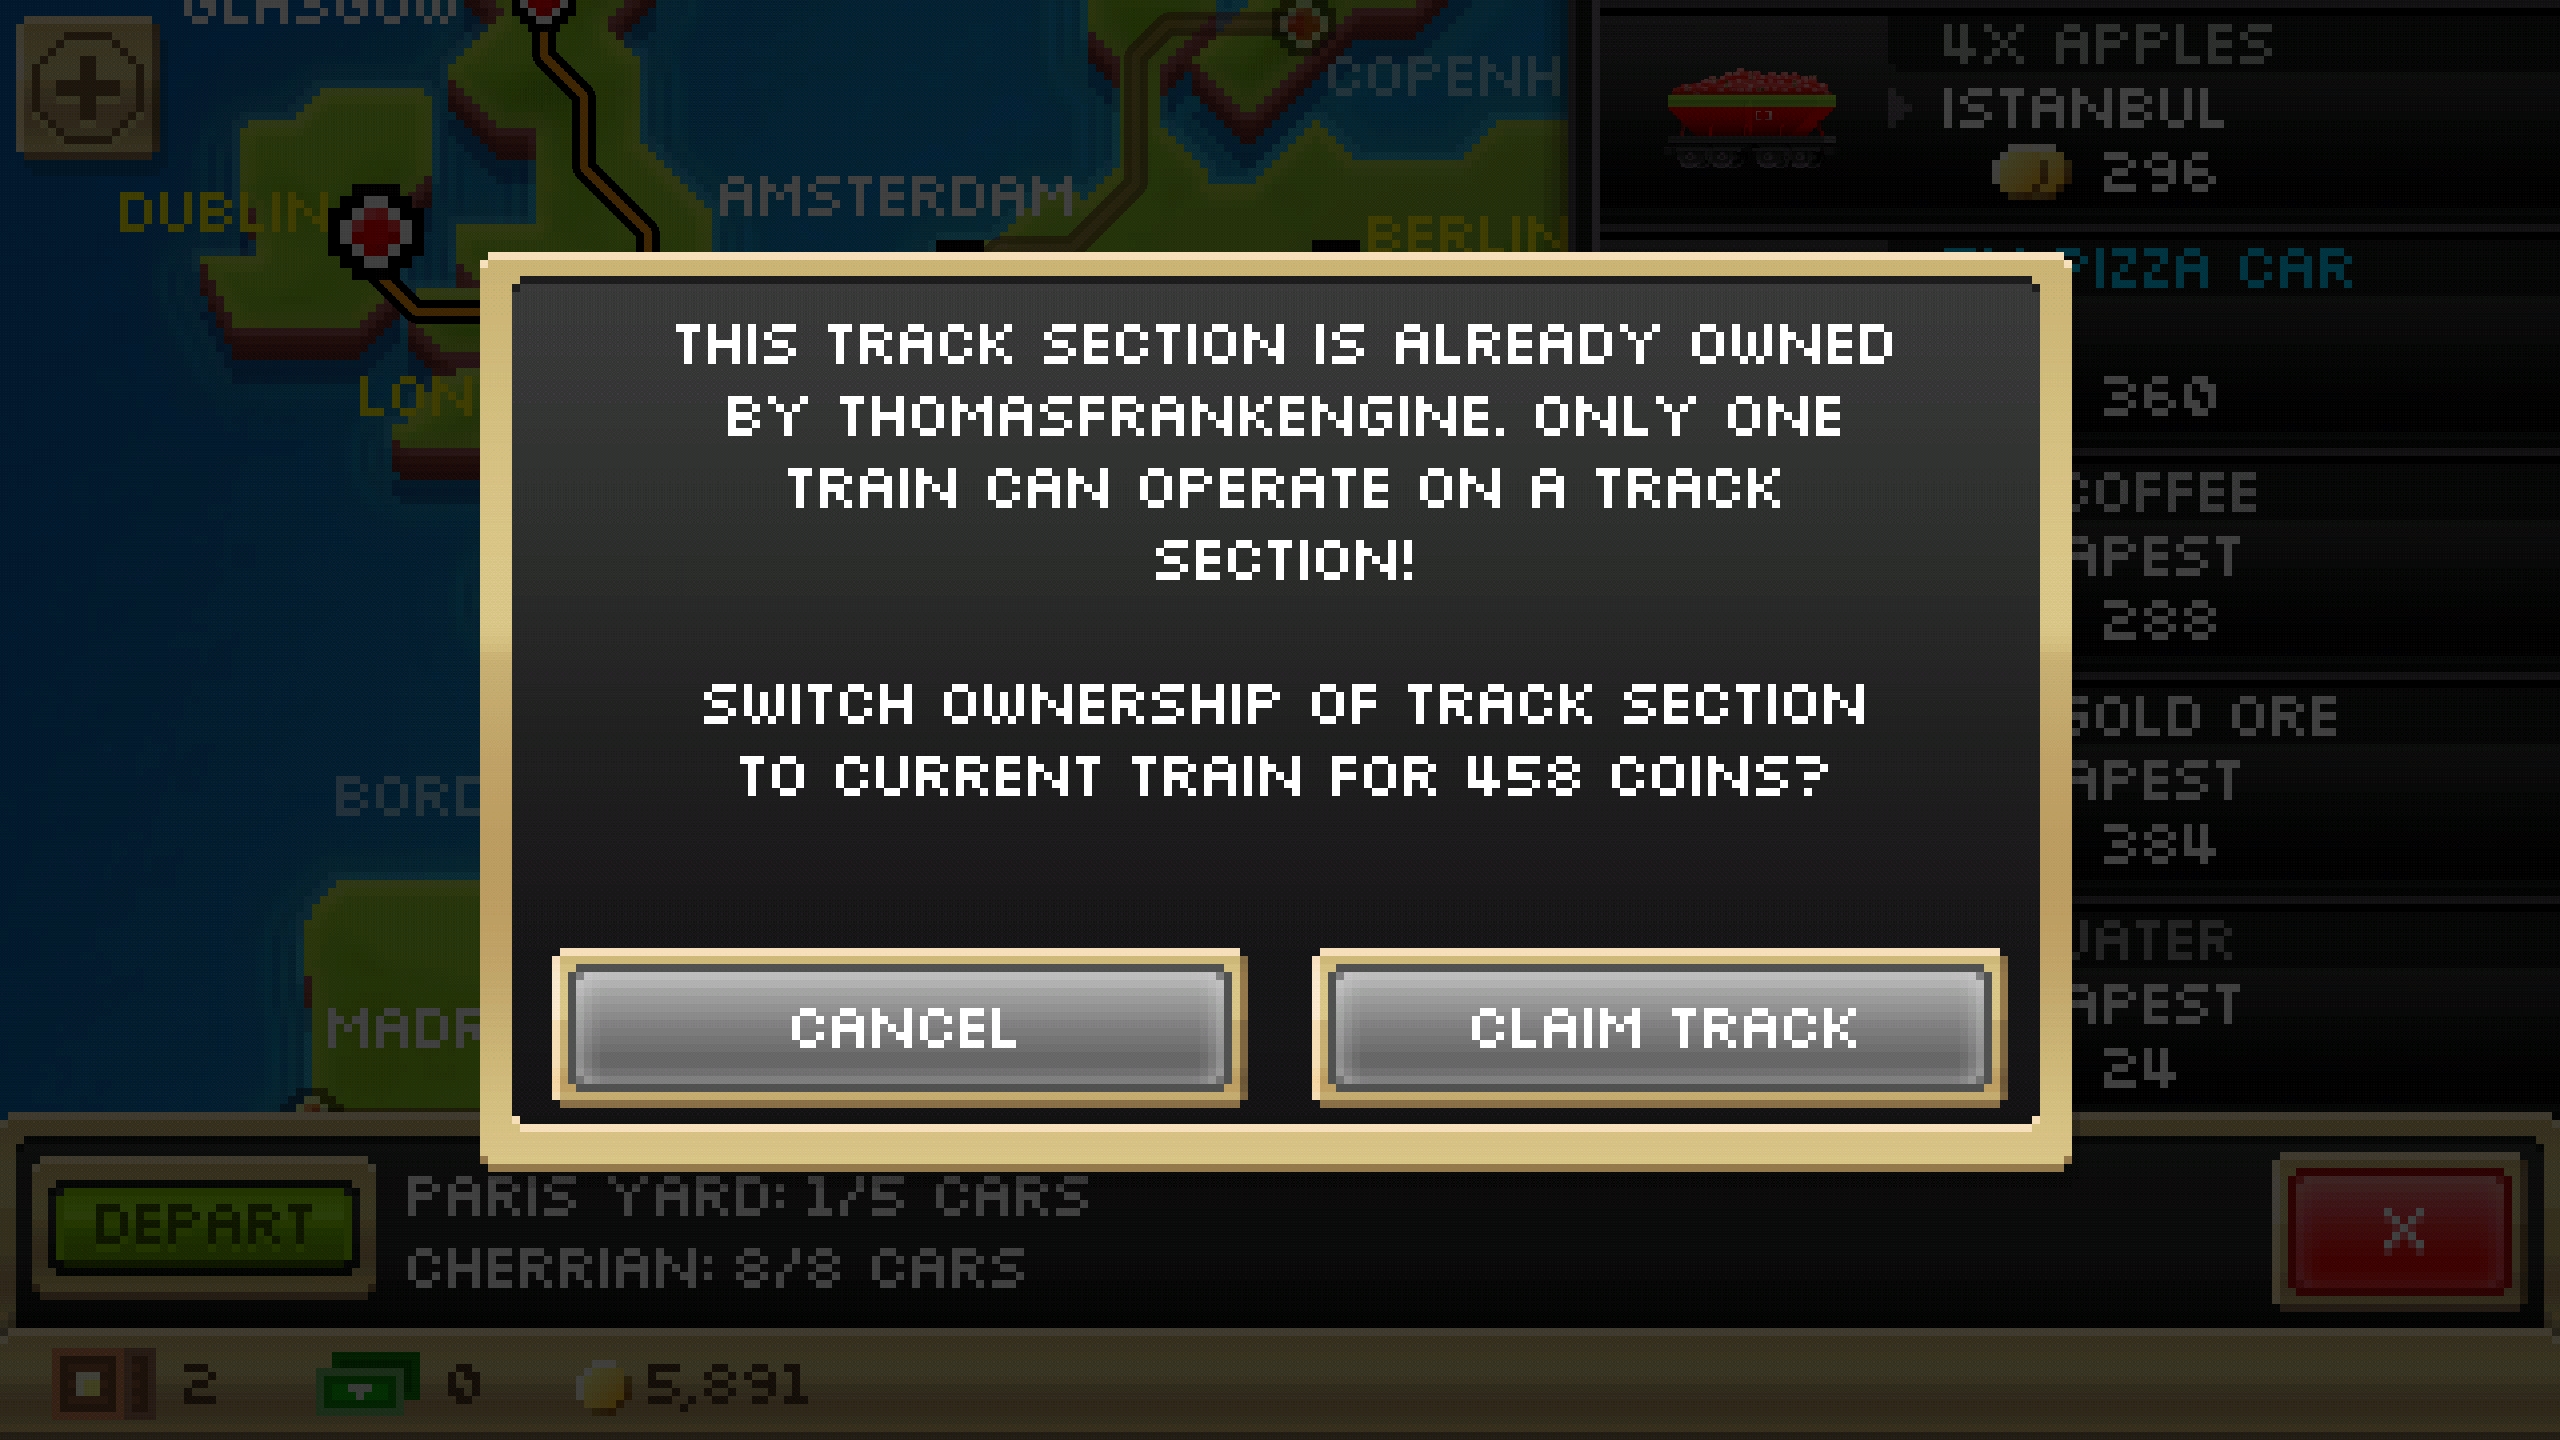 GLASGOW
COPENH
DUBLIN
AMSTERDAM
BERLIN
LON
BORD
MADR
4X APPLES
ISTANBUL
296
PIZZA CAR
360
COFFEE
APEST
288
GOLD ORE
APEST
384
WATER
APEST
24
THIS TRACK SECTION IS ALREADY OWNED
BY THOMASFRANKENGINE. ONLY ONE
TRAIN CAN OPERATE ON A TRACK
SECTION!
SWITCH OWNERSHIP OF TRACK SECTION
TO CURRENT TRAIN FOR 458 COINS?
CANCEL
CLAIM TRACK
DEPART
PARIS YARD: 1/5 CARS
CHERRIAN: 8/8 CARS
X
2
0
5,891